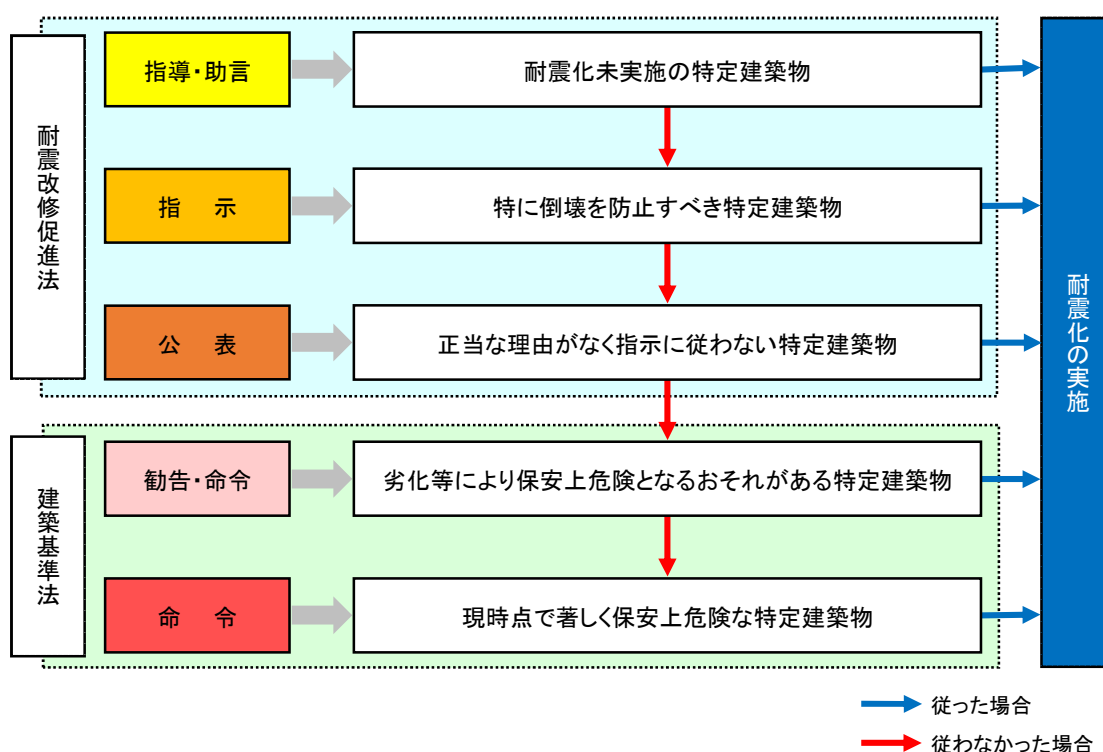 耐震改修促進法
指導・助言
耐震化未実施の特定建築物
指　示
特に倒壊を防止すべき特定建築物
公　表
正当な理由がなく指示に従わない特定建築物
建築基準法
勧告・命令
劣化等により保安上危険となるおそれがある特定建築物
命　令
現時点で著しく保安上危険な特定建築物
耐震化の実施
従った場合
従わなかった場合